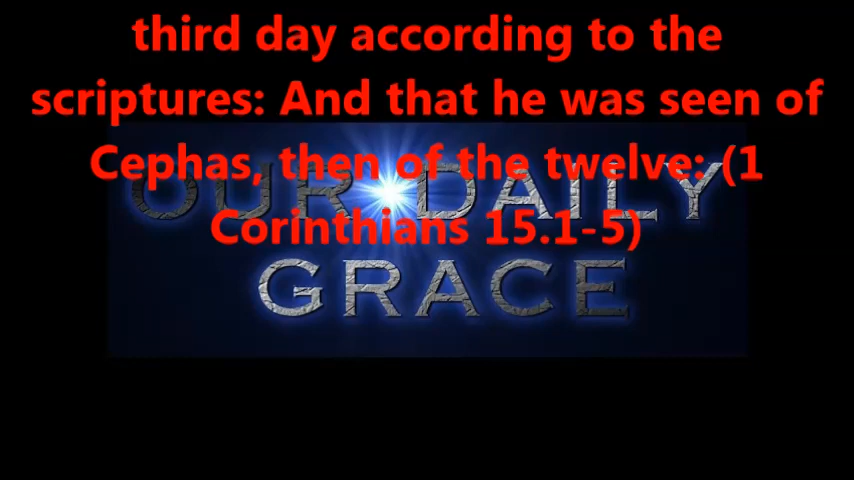 third day according to the
scriptures: And that he was seen of
Cephas, then of the twelve: (1
Corinthians 15.1-5)
OUR DAILY
GRACE